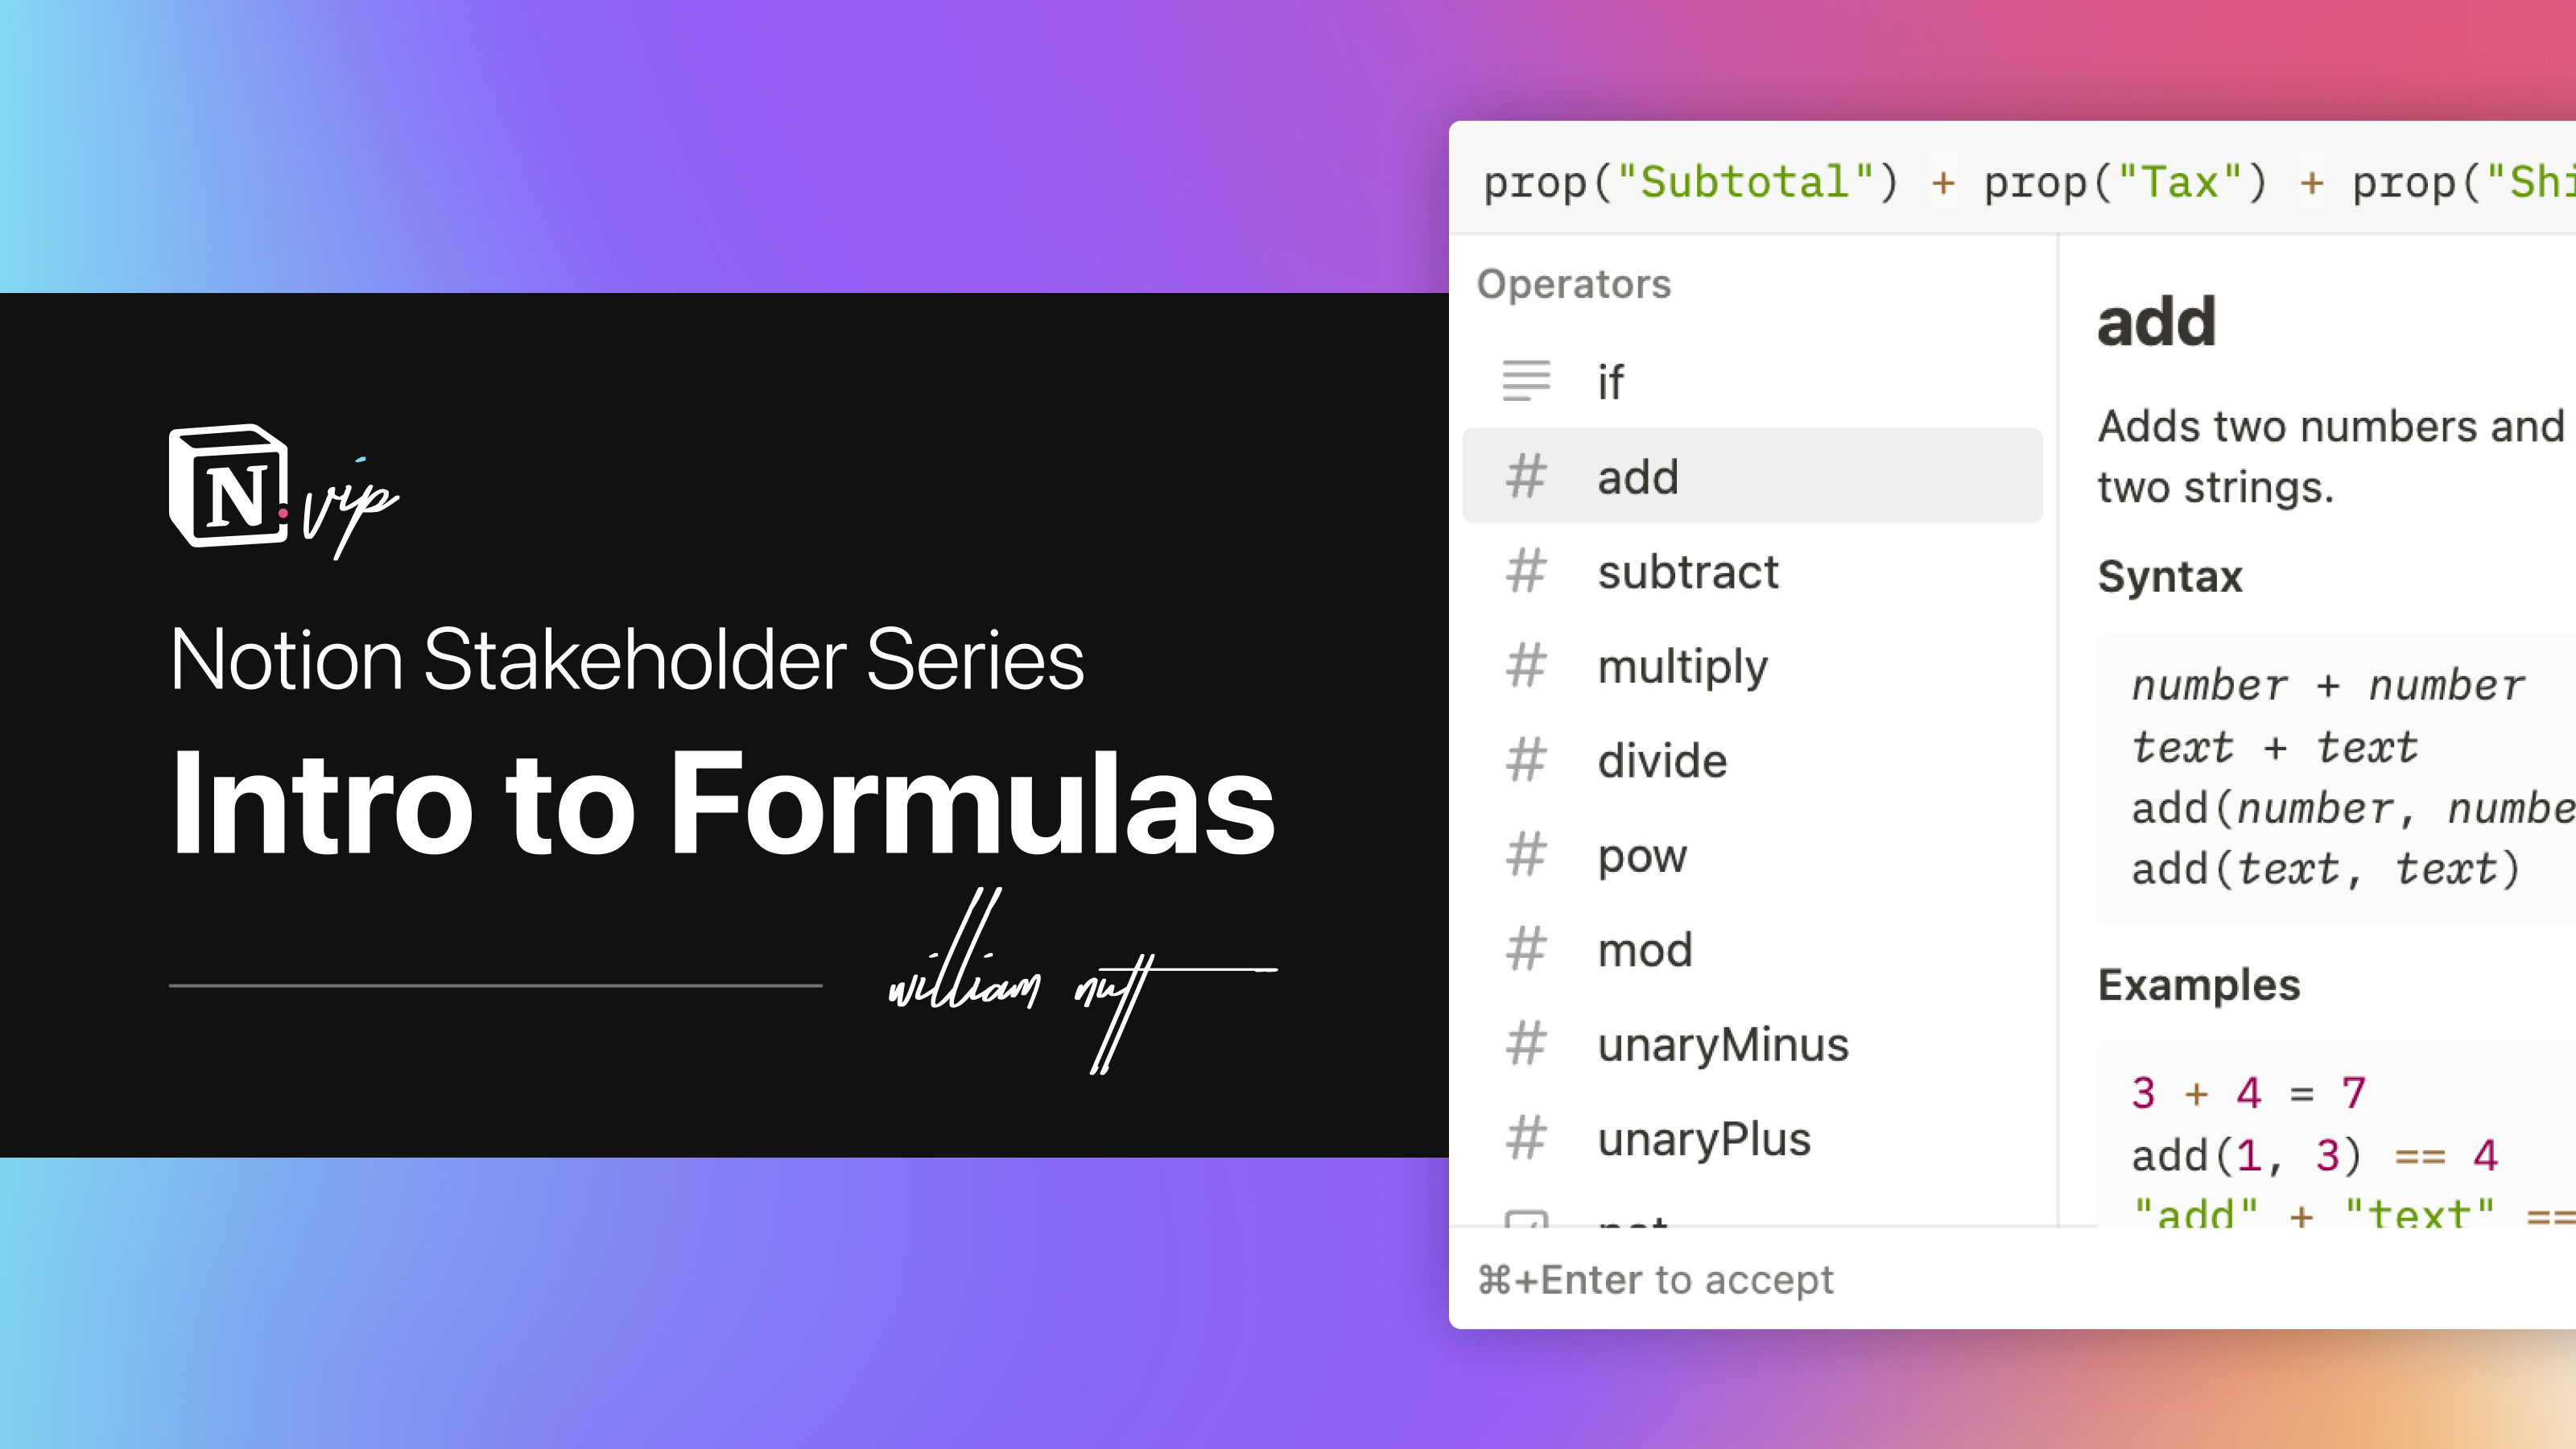 N
vip
Notion Stakeholder Series
Intro to Formulas
william nutt
prop("Subtotal") + prop("Tax") + prop("Shi
Operators
if
add
subtract
multiply
divide
pow
mod
unaryMinus
unaryPlus
not
⌘+Enter to accept
add
Adds two numbers and
two strings.
Syntax
number + number
text + text
add(number, numbe
add(text, text)
Examples
3 + 4 = 7
add(1, 3) == 4
"add" + "text" ==